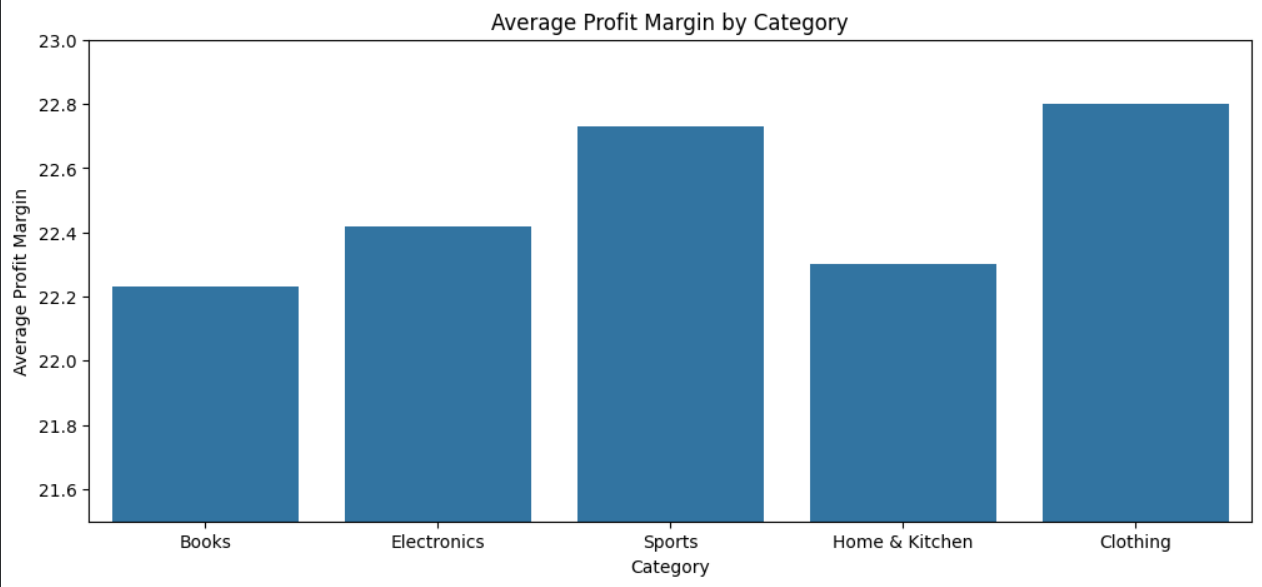 Average Profit Margin by Category
Average Profit Margin
23.0
22.8
22.6
22.4
22.2
22.0
21.8
21.6
Books
Electronics
Sports
Home & Kitchen
Clothing
Category